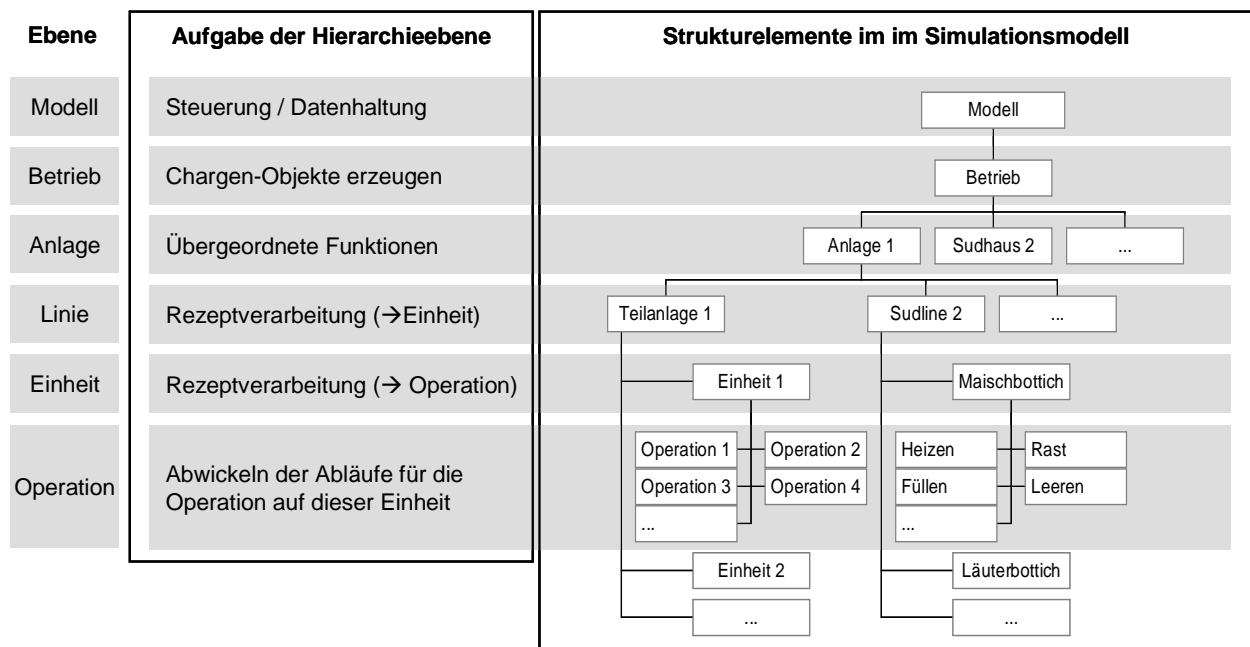 Ebene
Aufgabe der Hierarchieebene
Strukturelemente im im Simulationsmodell
Modell
Steuerung / Datenhaltung
Modell
Betrieb
Chargen-Objekte erzeugen
Betrieb
Anlage
Übergeordnete Funktionen
Anlage 1
Sudhaus 2
...
Linie
Rezeptverarbeitung (→Einheit)
Teilanlage 1
Sudline 2
...
Einheit
Rezeptverarbeitung (→ Operation)
Einheit 1
Maischbottich
Operation
Abwickeln der Abläufe für die
Operation auf dieser Einheit
Operation 1
Operation 2
Heizen
Rast
Operation 3
Operation 4
Füllen
Leeren
...
...
Einheit 2
Läuterbottich
...
...